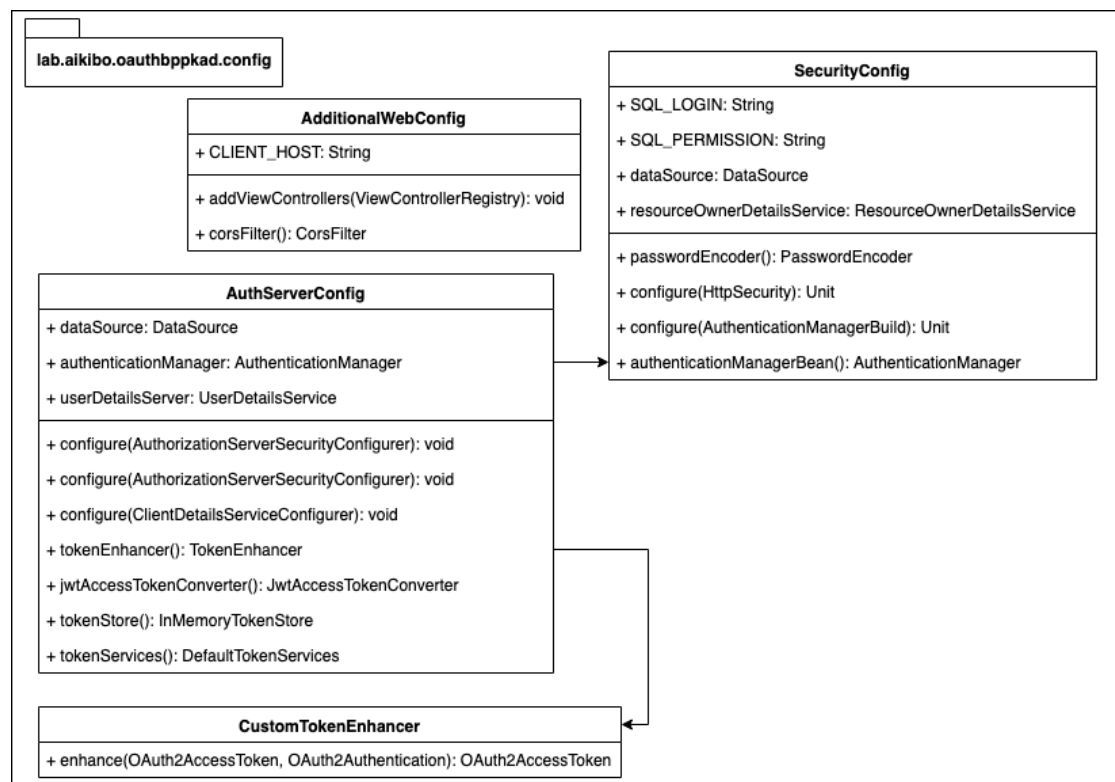 lab.aikibo.oauthbppkad.config
AdditionalWebConfig
+ CLIENT_HOST: String
+ addViewControllers(ViewControllerRegistry): void
+ corsFilter(): CorsFilter
SecurityConfig
+ SQL_LOGIN: String
+ SQL_PERMISSION: String
+ dataSource: DataSource
+ resourceOwnerDetailsService: ResourceOwnerDetailsService
+ passwordEncoder(): PasswordEncoder
+ configure(HttpSecurity): Unit
+ configure(AuthenticationManagerBuild): Unit
+ authenticationManagerBean(): AuthenticationManager
AuthServerConfig
+ dataSource: DataSource
+ authenticationManager: AuthenticationManager
+ userDetailsServer: UserDetailsService
+ configure(AuthorizationServerSecurityConfigurer): void
+ configure(AuthorizationServerSecurityConfigurer): void
+ configure(ClientDetailsServiceConfigurer): void
+ tokenEnhancer(): TokenEnhancer
+ jwtAccessTokenConverter(): JwtAccessTokenConverter
+ tokenStore(): InMemoryTokenStore
+ tokenServices(): DefaultTokenServices
CustomTokenEnhancer
+ enhance(OAuth2AccessToken, OAuth2Authentication): OAuth2AccessToken